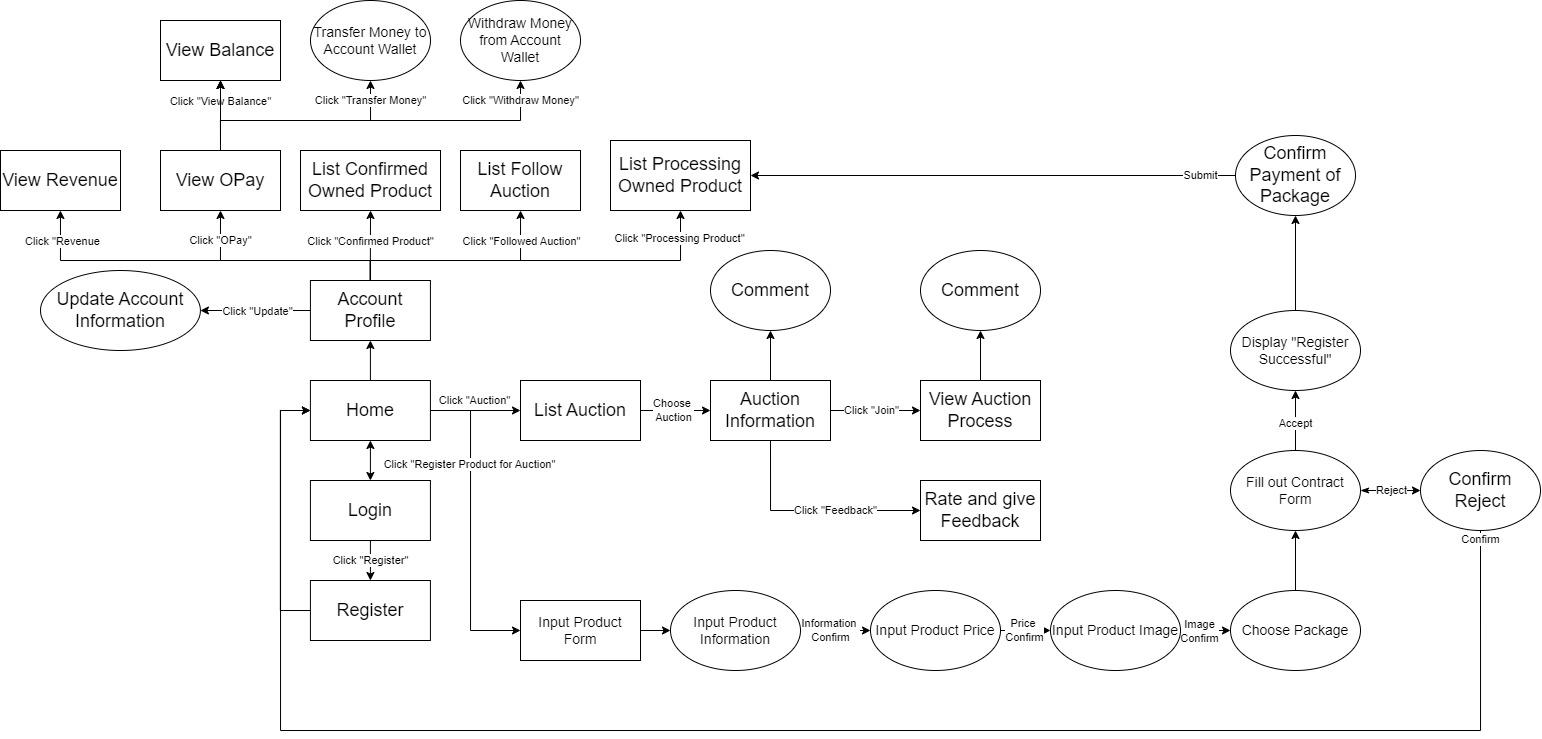 View Balance
Transfer Money to
Account Wallet
Withdraw Money
from Account
Wallet
Click "View Balance"
Click "Transfer Money"
Click "Withdraw Money"
View Revenue
View OPay
List Confirmed
Owned Product
List Follow
Auction
List Processing
Owned Product
Submit
Confirm
Payment of
Package
Click "Revenue
Click "OPay"
Click "Confirmed Product"
Click "Followed Auction"
Click "Processing Product"
Update Account
Information
Click "Update"
Account
Profile
Comment
Comment
Display "Register
Successful"
Home
Click "Auction"
List Auction
Choose
Auction
Auction
Information
Click "Join"
View Auction
Process
Accept
Click "Register Product for Auction"
Login
Click "Feedback"
Rate and give
Feedback
Fill out Contract
Form
Reject
Confirm
Reject
Confirm
Click "Register"
Register
Input Product
Form
Input Product
Information
Information
Confirm
Input Product Price
Price
Confirm
Input Product Image
Image
Confirm
Choose Package